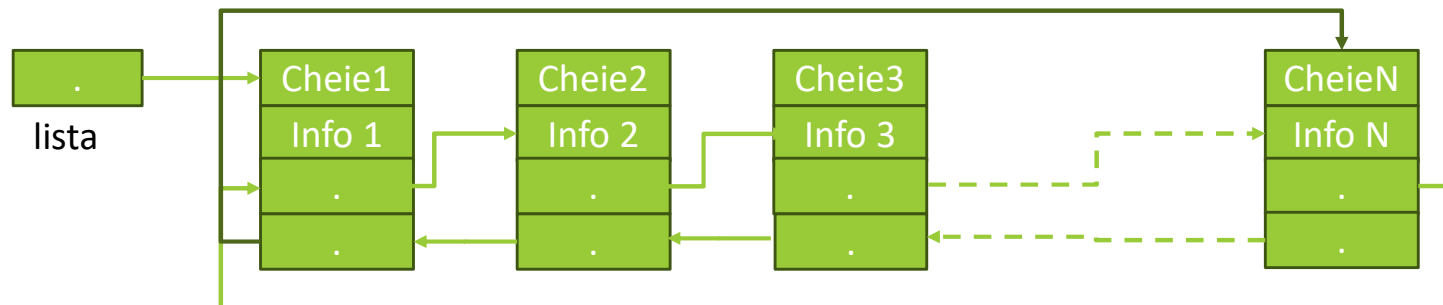 .
lista
Cheie1
Info 1
.
.
Cheie2
Info 2
.
.
Cheie3
Info 3
.
.
CheieN
Info N
.
.